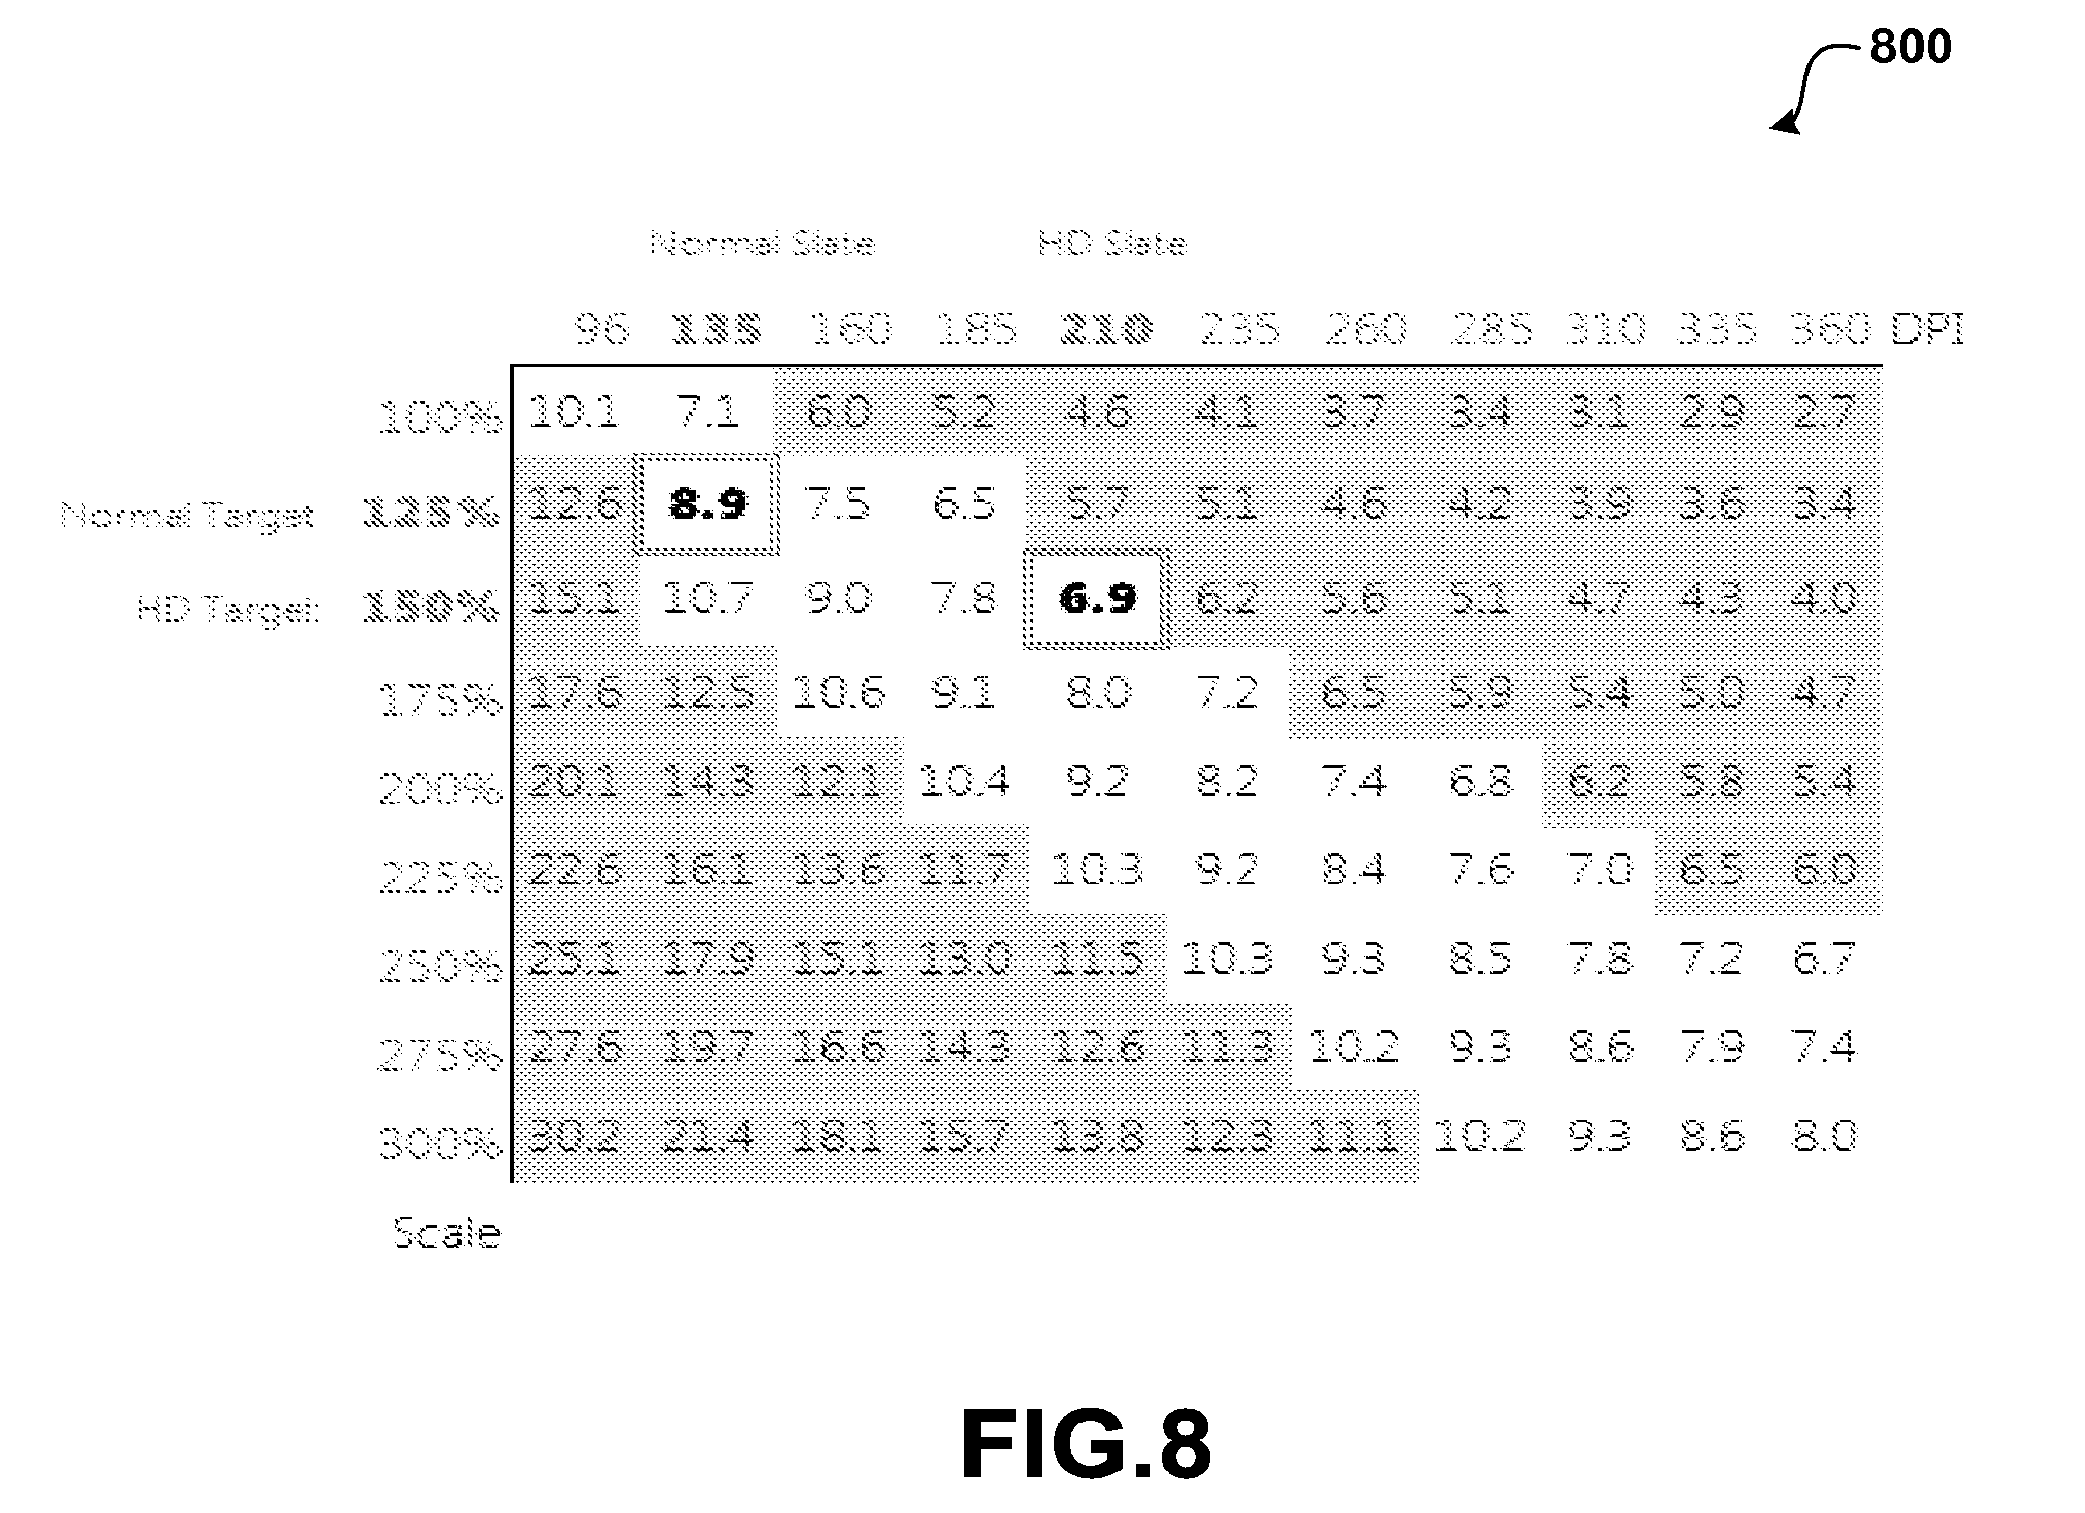 800
Normal Slate HD Slate
96 135 160 185 210 235 260 285 310 335 360 DPI
100% 10.1 7.1 6.0 5.2 4.6 4.1 3.7 3.4 3.1 2.9 2.7
Normal Target 125% 12.6 8.9 7.5 6.5 5.7 5.1 4.6 4.2 3.9 3.6 3.4
HD Target 150% 15.1 10.7 9.0 7.8 6.9 6.2 5.6 5.1 4.7 4.3 4.0
175% 17.6 12.5 10.6 9.1 8.0 7.2 6.5 5.9 5.4 5.0 4.7
200% 20.1 14.3 12.1 10.4 9.2 8.2 7.4 6.8 6.2 5.8 5.4
225% 22.6 16.1 13.6 11.7 10.3 9.2 8.4 7.6 7.0 6.5 6.0
250% 25.1 17.9 15.1 13.0 11.5 10.3 9.3 8.5 7.8 7.2 6.7
275% 27.6 19.7 16.6 14.3 12.6 11.3 10.2 9.3 8.6 7.9 7.4
300% 30.2 21.4 18.1 15.7 13.8 12.3 11.1 10.2 9.3 8.6 8.0
Scale
FIG.8